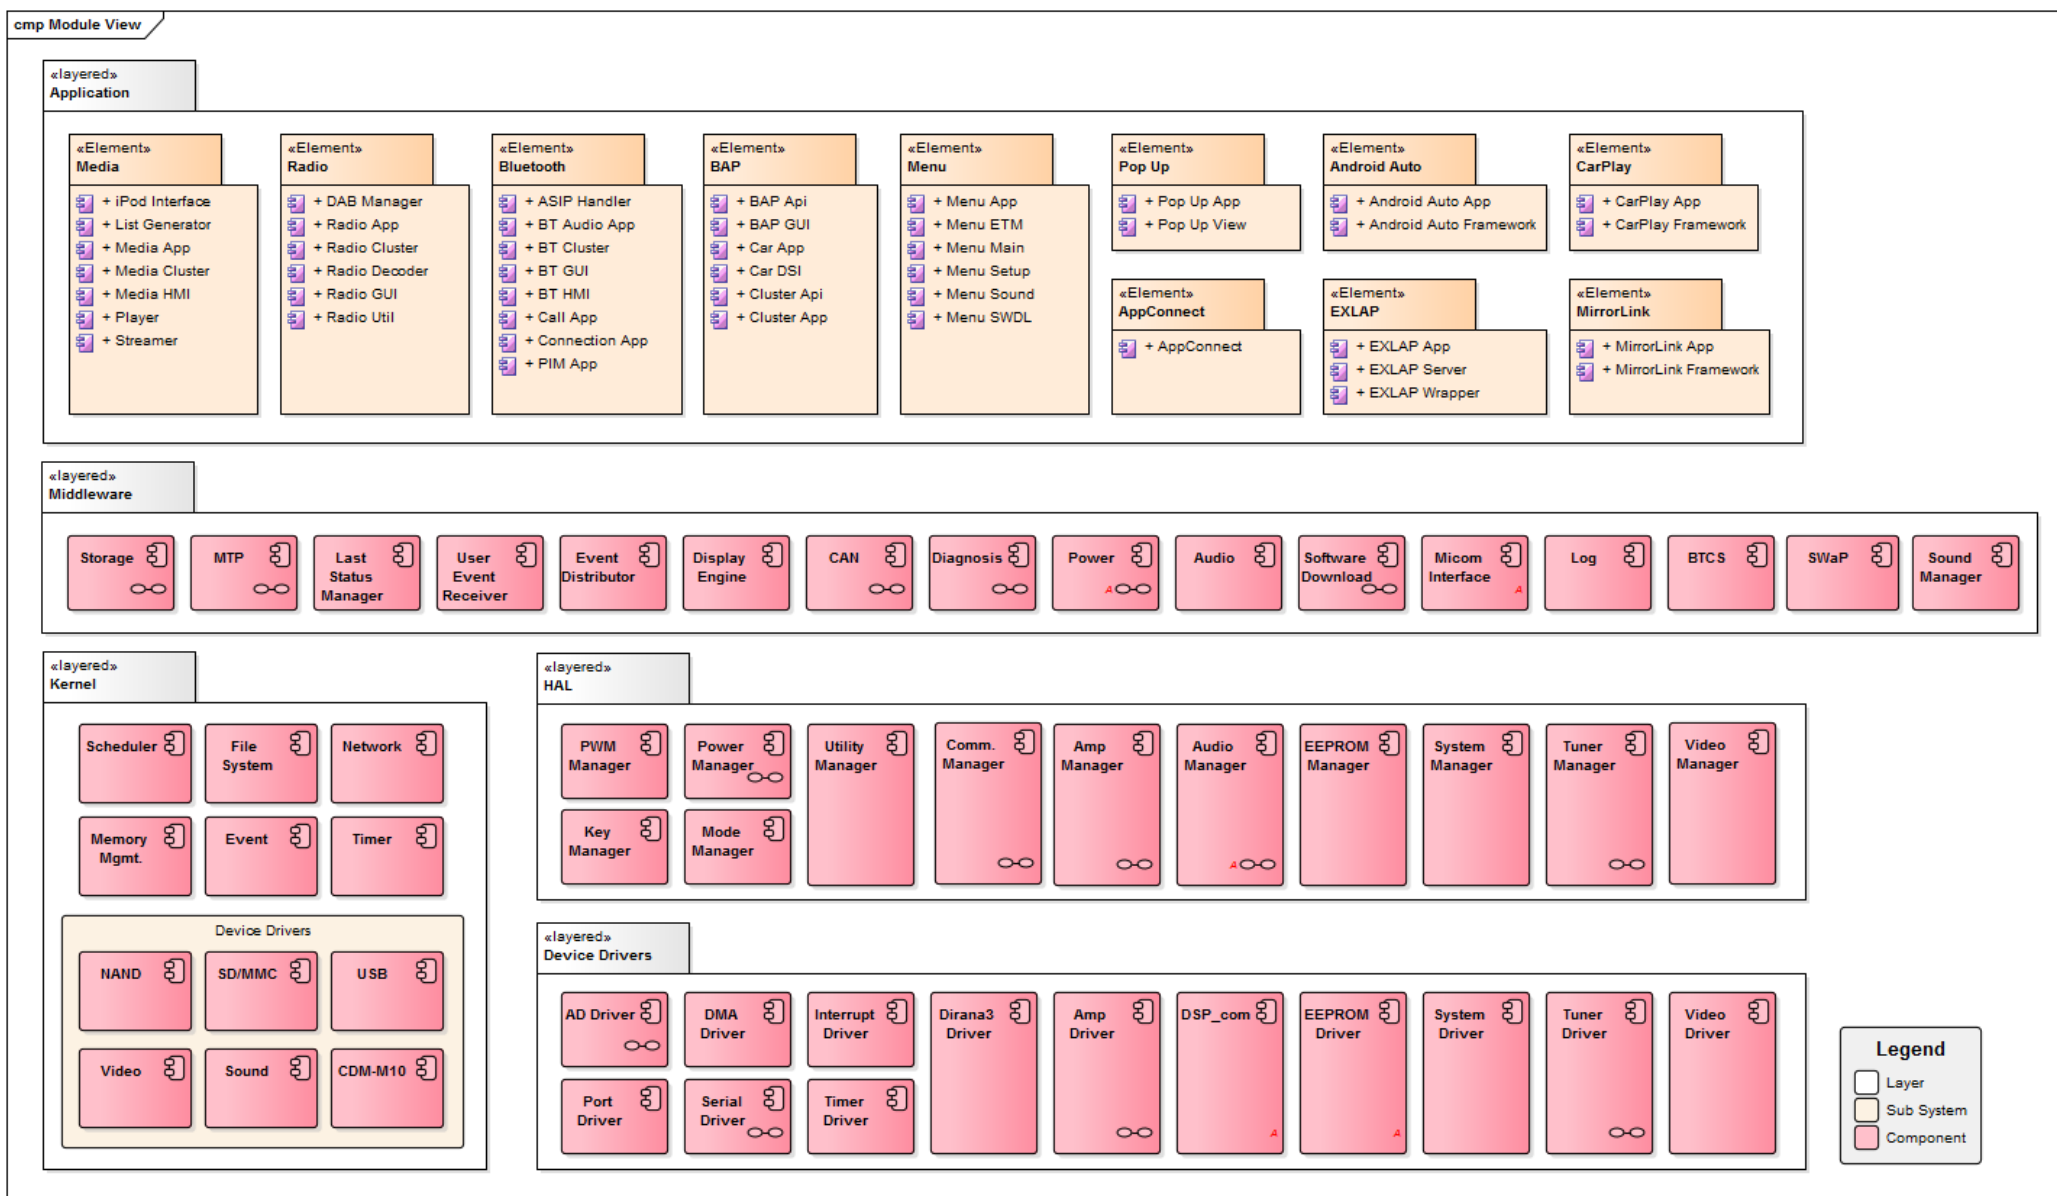 cmp Module View
«layered»
Application
«Element»
Media
+ iPod Interface
+ List Generator
+ Media App
+ Media Cluster
+ Media HMI
+ Player
+ Streamer
«Element»
Radio
+ DAB Manager
+ Radio App
+ Radio Cluster
+ Radio Decoder
+ Radio GUI
+ Radio Util
«Element»
Bluetooth
+ ASIP Handler
+ BT Audio App
+ BT Cluster
+ BT GUI
+ BT HMI
+ Call App
+ Connection App
+ PIM App
«Element»
BAP
+ BAP Api
+ BAP GUI
+ Car App
+ Car DSI
+ Cluster Api
+ Cluster App
«Element»
Menu
+ Menu App
+ Menu ETM
+ Menu Main
+ Menu Setup
+ Menu Sound
+ Menu SWDL
«Element»
Pop Up
+ Pop Up App
+ Pop Up View
«Element»
Android Auto
+ Android Auto App
+ Android Auto Framework
«Element»
CarPlay
+ CarPlay App
+ CarPlay Framework
«Element»
AppConnect
+ AppConnect
«Element»
EXLAP
+ EXLAP App
+ EXLAP Server
+ EXLAP Wrapper
«Element»
MirrorLink
+ MirrorLink App
+ MirrorLink Framework
«layered»
Middleware
Storage
MTP
Last
Status
Manager
User
Event
Receiver
Event
Distributor
Display
Engine
CAN
Diagnosis
Power
A
Audio
Software
Download
Micom
Interface
A
Log
BTCS
SWaP
Sound
Manager
«layered»
Kernel
Scheduler
File
System
Network
Memory
Mgmt.
Event
Timer
Device Drivers
NAND
SD/MMC
USB
Video
Sound
CDM-M10
«layered»
HAL
PWM
Manager
Power
Manager
Utility
Manager
Comm.
Manager
Amp
Manager
Audio
Manager
A
EEPROM
Manager
System
Manager
Tuner
Manager
Video
Manager
Key
Manager
Mode
Manager
«layered»
Device Drivers
AD Driver
DMA
Driver
Interrupt
Driver
Dirana3
Driver
Amp
Driver
DSP_com
A
EEPROM
Driver
A
System
Driver
Tuner
Driver
Video
Driver
Port
Driver
Serial
Driver
Timer
Driver
Legend
Layer
Sub System
Component